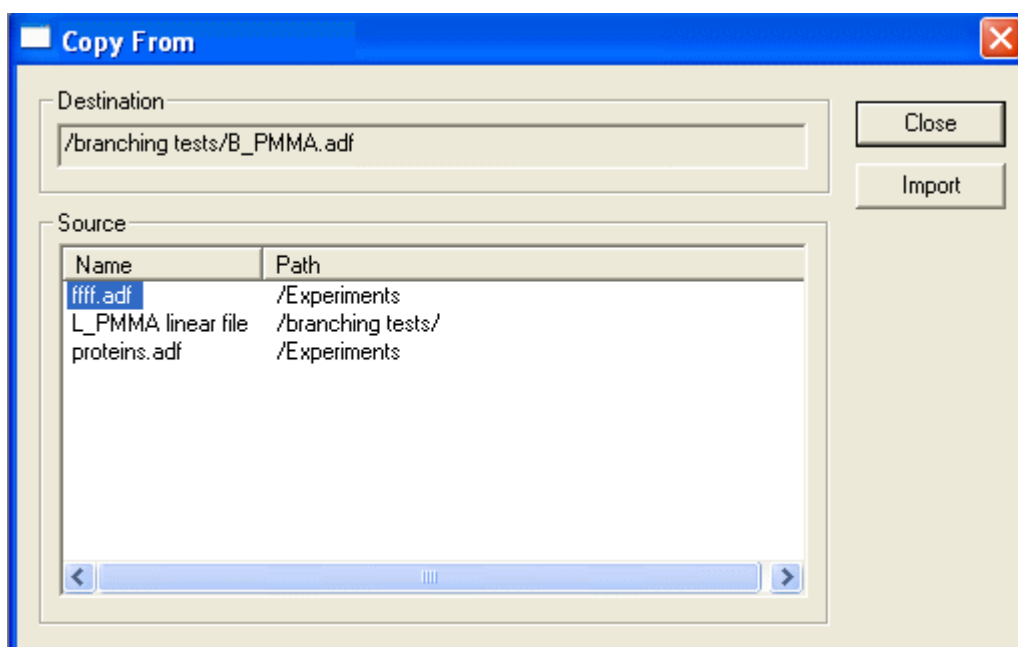 Copy From
Destination
/branching tests/B_PMMA.adf
Close
Import
Source
Name Path
ffff.adf /Experiments
L_PMMA linear file /branching tests/
proteins.adf /Experiments